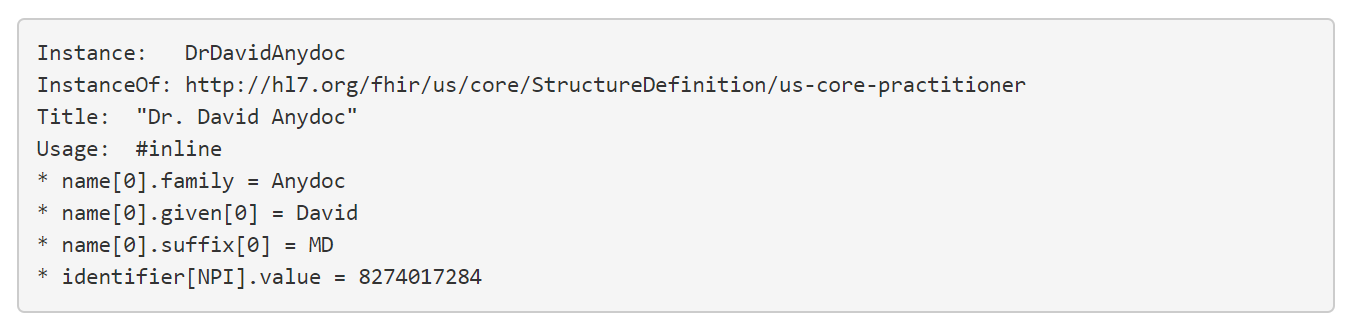 Instance:   DrDavidAnydoc
InstanceOf: http://hl7.org/fhir/us/core/StructureDefinition/us-core-practitioner
Title:  "Dr. David Anydoc"
Usage:  #inline
* name[0].family = Anydoc
* name[0].given[0] = David
* name[0].suffix[0] = MD
* identifier[NPI].value = 8274017284